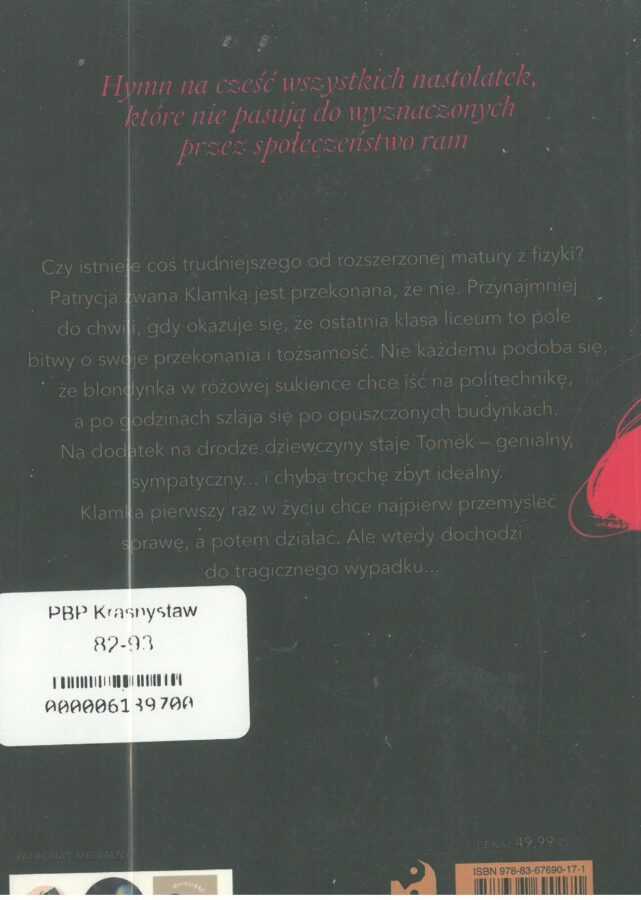 Hymn na cześć wszystkich nastolatek,
które nie pasują do wyznaczonych
przez społeczeństwo ram
Czy istnieje coś trudniejszego od rozszerzonej matury z fizyki?
Patrycja zwana Klamką jest przekonana, że nie. Przynajmniej
do chwili, gdy okazuje się, że ostatnia klasa liceum to pole
bitwy o swoje przekonania i tożsamość. Nie każdemu podoba się,
że blondynka w różowej sukience chce iść na politechnikę,
a po godzinach szlaja się po opuszczonych budynkach.
Na dodatek na drodze dziewczyny staje Tomek – genialny,
sympatyczny... i chyba trochę zbyt idealny.
Klamka pierwszy raz w życiu chce najpierw przemyśleć
sprawę, a potem działać. Ale wtedy dochodzi
do tragicznego wypadku...
PBP Krasnystaw
82-93
000006139700
PATRONAT MEDIALNY
CENA: 49,99
ISBN 978-83-67690-17-1